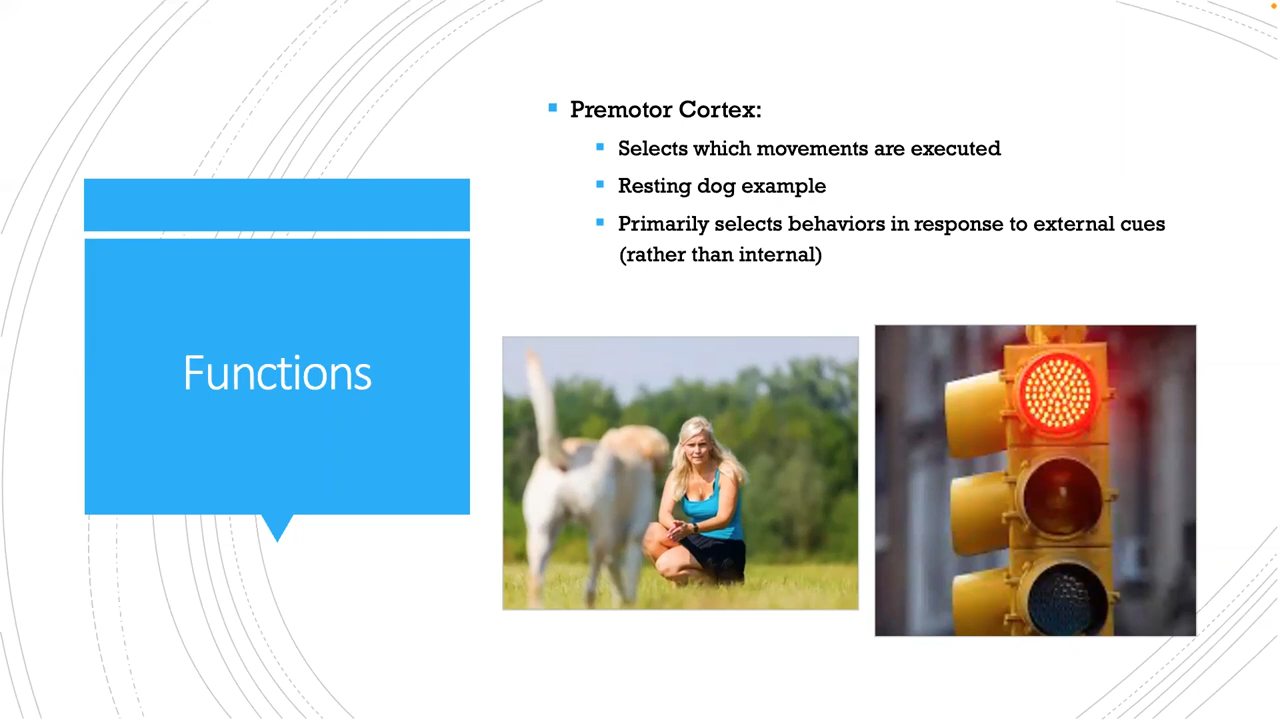 Functions
Premotor Cortex:
Selects which movements are executed
Resting dog example
Primarily selects behaviors in response to external cues
(rather than internal)